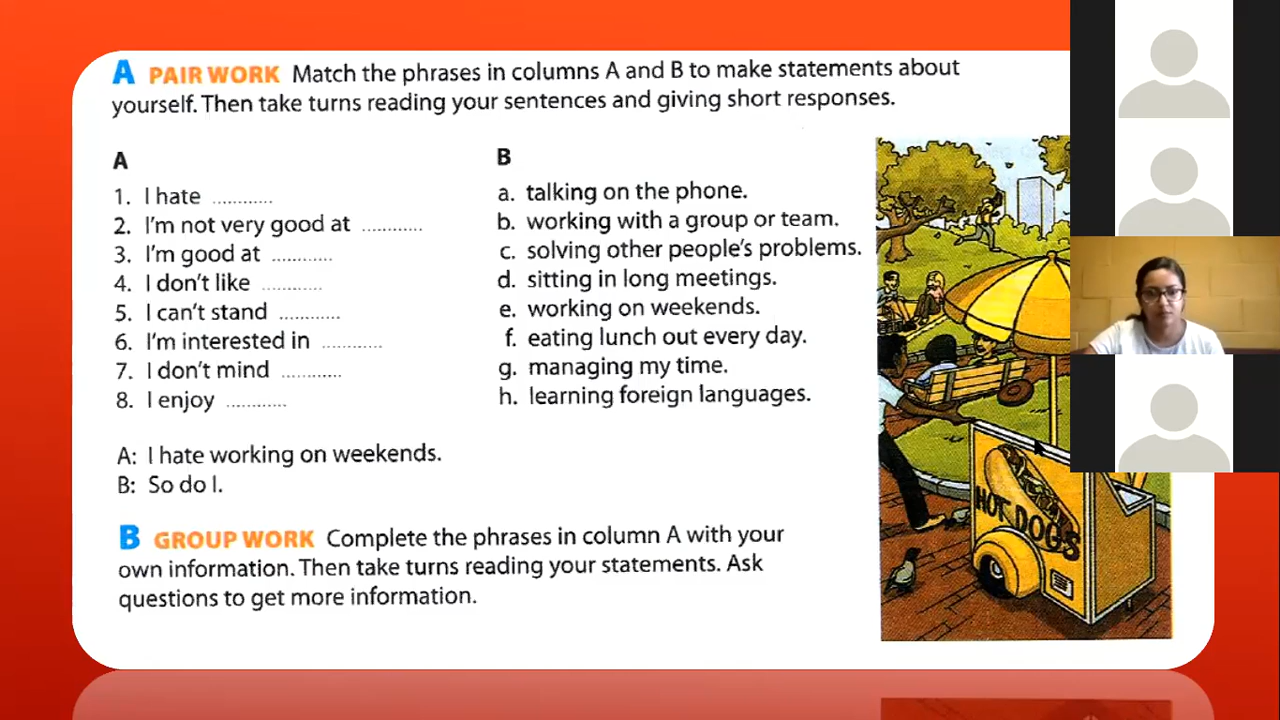 A PAIR WORK Match the phrases in columns A and B to make statements about
yourself. Then take turns reading your sentences and giving short responses.
A
1. I hate ............
2. I'm not very good at ............
3. I'm good at ............
4. I don't like ............
5. I can't stand ............
6. I'm interested in ............
7. I don't mind ............
8. I enjoy ............
B
a. talking on the phone.
b. working with a group or team.
c. solving other people's problems.
d. sitting in long meetings.
e. working on weekends.
f. eating lunch out every day.
g. managing my time.
h. learning foreign languages.
A: I hate working on weekends.
B: So do I.
B GROUP WORK Complete the phrases in column A with your
own information. Then take turns reading your statements. Ask
questions to get more information.
HOT DOGS